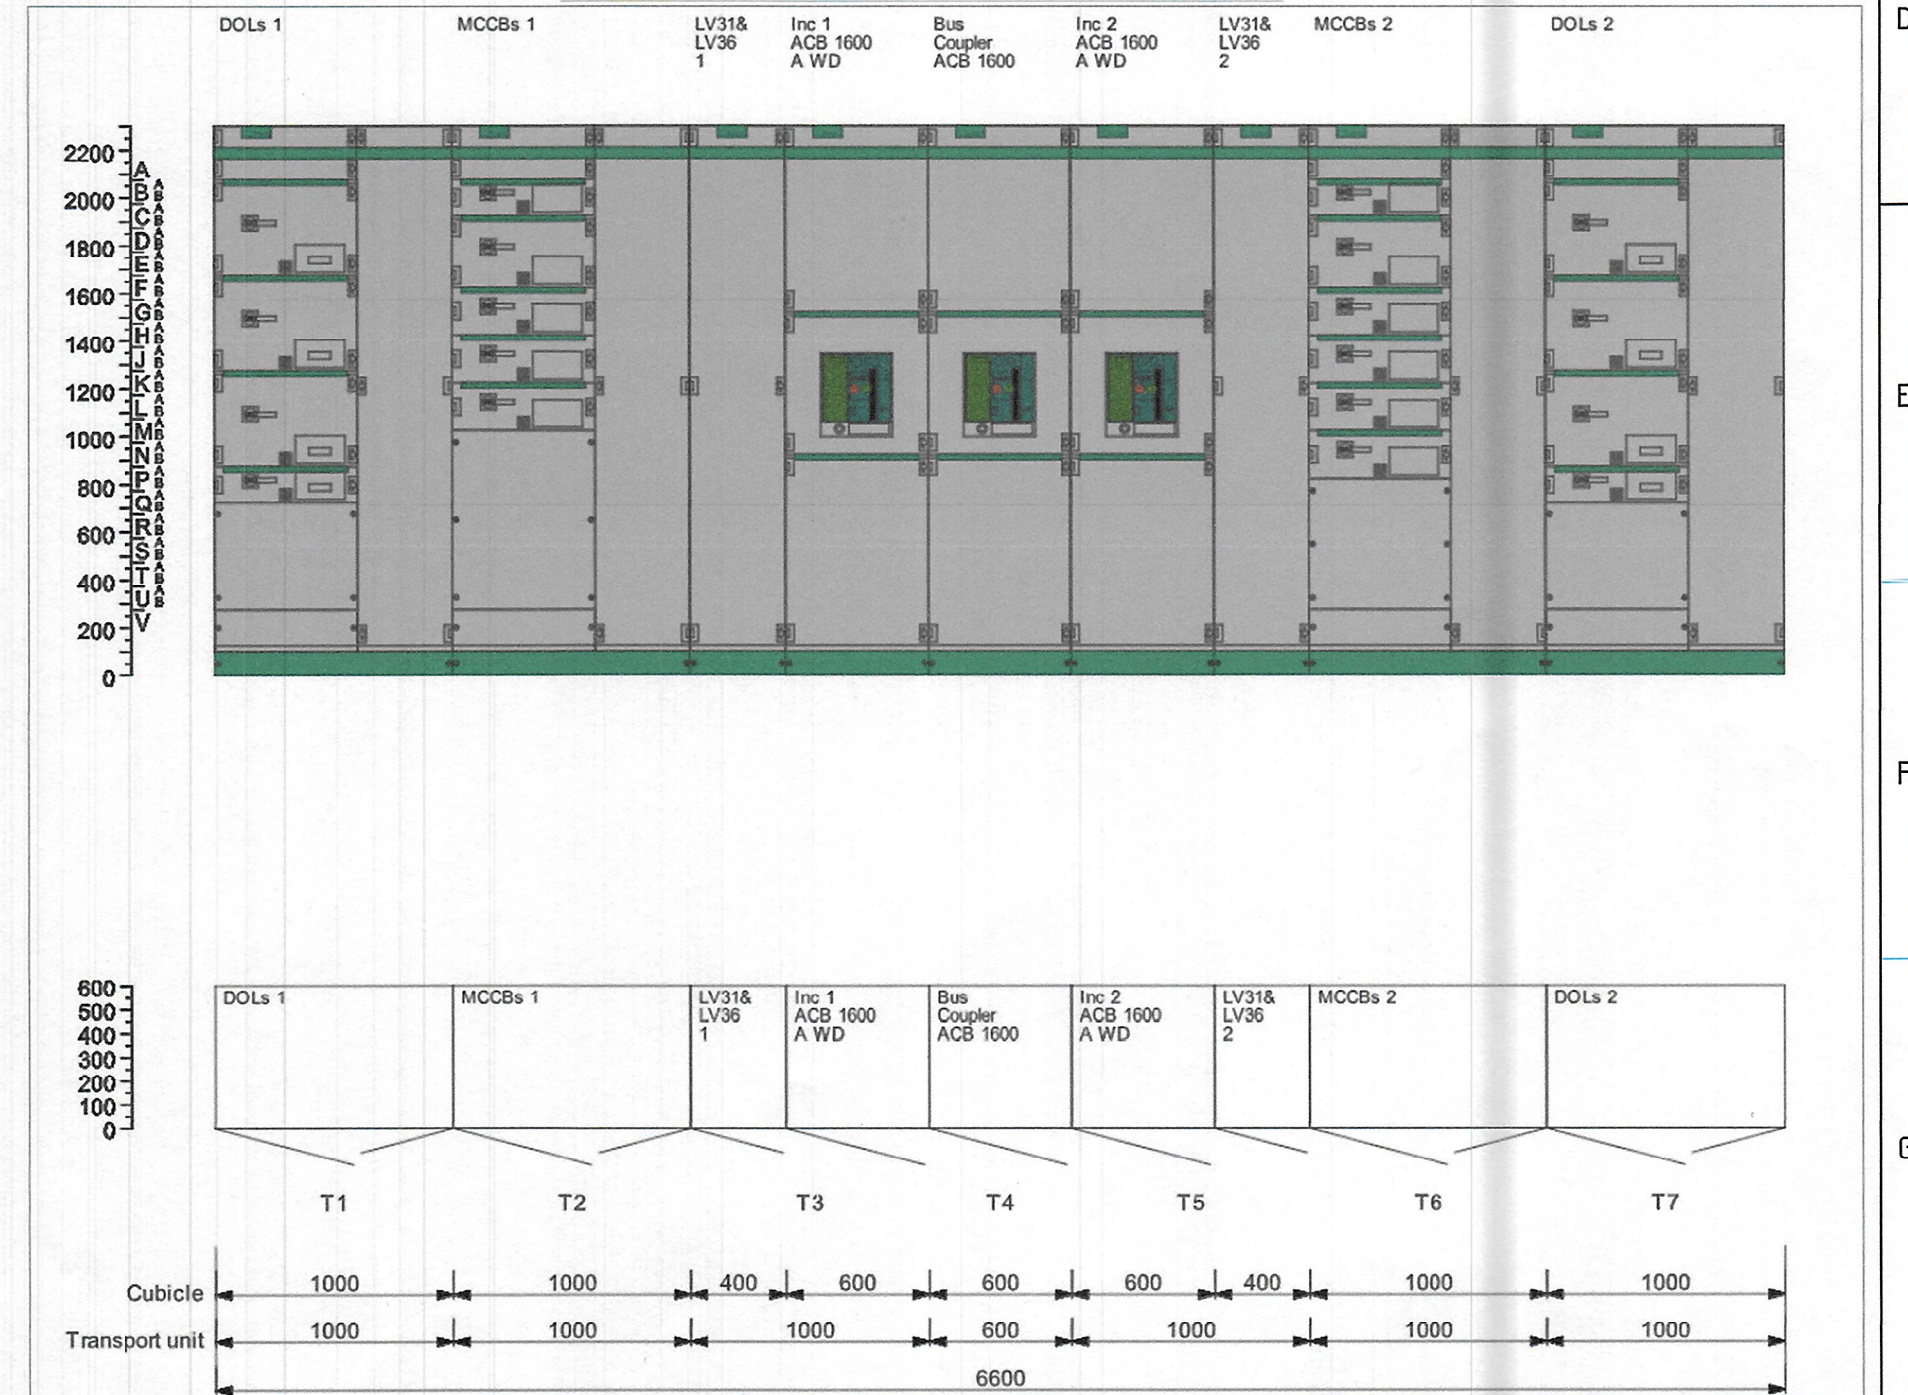 DOLs 1
MCCBs 1
LV31&
LV36
1
Inc 1
ACB 1600
A WD
Bus
Coupler
ACB 1600
Inc 2
ACB 1600
A WD
LV31&
LV36
2
MCCBs 2
DOLs 2
D
2200
2000
1800
1600
1400
1200
1000
800
600
400
200
0
A
B A B
C A B
D A B
E A B
F A B
G A B
H A B
J A B
K A B
L A B
M A B
N A B
P A B
Q A B
R A B
S A B
T A B
U A B
V
E
F
600
500
400
300
200
100
0
DOLs 1
MCCBs 1
LV31&
LV36
1
Inc 1
ACB 1600
A WD
Bus
Coupler
ACB 1600
Inc 2
ACB 1600
A WD
LV31&
LV36
2
MCCBs 2
DOLs 2
G
T1 T2 T3 T4 T5 T6 T7
Cubicle 1000 1000 400 600 600 600 400 1000 1000
Transport unit 1000 1000 1000 600 1000 1000 1000
6600